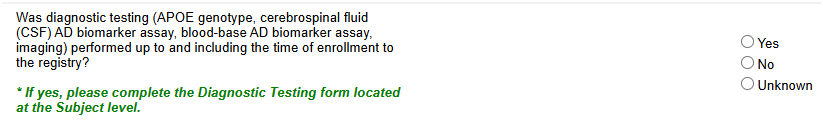 Was diagnostic testing (APOE genotype, cerebrospinal fluid
(CSF) AD biomarker assay, blood-base AD biomarker assay,
imaging) performed up to and including the time of enrollment to
the registry?
* If yes, please complete the Diagnostic Testing form located
at the Subject level.
Yes
No
Unknown